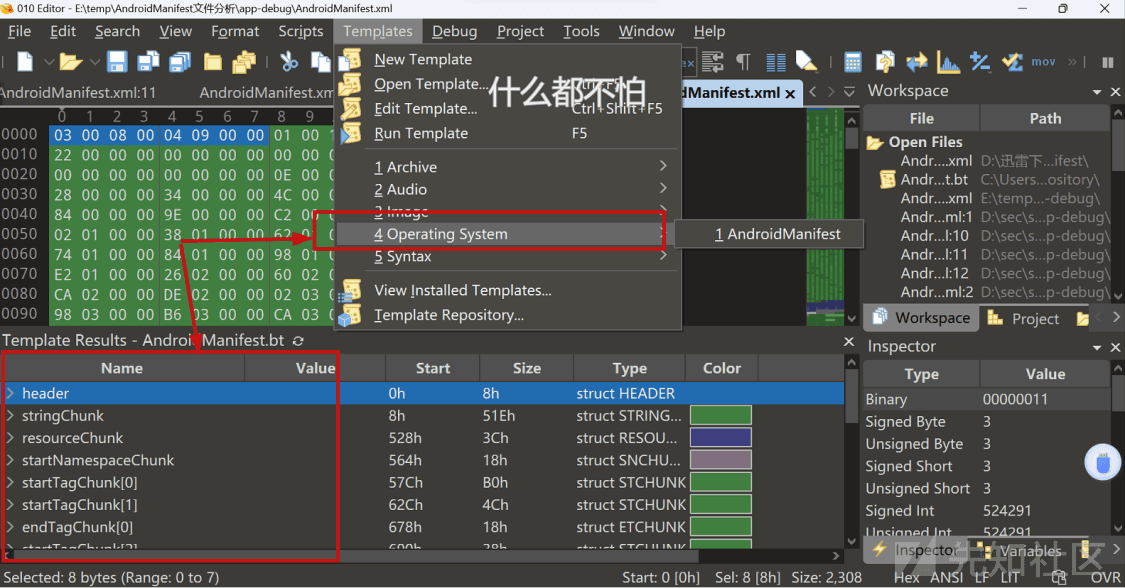 010 Editor - E:\temp\AndroidManifest文件分析\app-debug\AndroidManifest.xml
File Edit Search View Format Scripts Templates Debug Project Tools Window Help
mov »
AndroidManifest.xml:11 AndroidManifest.xm dManifest.xml
New Template
Open Template...
什么都不怕
Edit Template... Ctrl+Shift+F5
Run Template F5
1 Archive
2 Audio
3 Image
4 Operating System
1 AndroidManifest
5 Syntax
View Installed Templates...
Template Repository...
0 1 2 3 4 5 6 7 8 9
0000 03 00 08 00 04 09 00 00 01 00
0010 22 00 00 00 00 00 00 00 00 00
0020 00 00 00 00 00 00 00 00 0E 00
0030 28 00 00 00 34 00 00 00 4C 00
0040 84 00 00 00 9E 00 00 00 C2 00
0050 02 01 00 00 38 01 00 00 62
0060 74 01 00 00 84 01 00 00 98 01
0070 E2 01 00 00 26 02 00 00 60 02
0080 CA 02 00 00 DE 02 00 00 02 03
0090 98 03 00 00 B6 03 00 00 CA 03
Workspace
File Path
Open Files
Andr....xml D:\迅雷下...ifest\
Andr...t.bt C:\Users...ository\
Andr....xml E:\temp...-debug\
Andr...ml:1 D:\sec\s...p-debug\
Andr...l:10 D:\sec\s...p-debug\
Andr...l:11 D:\sec\s...p-debug\
Andr...l:12 D:\sec\s...p-debug\
Andr...ml:2 D:\sec\s...p-debug\
Workspace Project
Template Results - AndroidManifest.bt
Name Value Start Size Type Color
header 0h 8h struct HEADER
stringChunk 8h 51Eh struct STRING...
resourceChunk 528h 3Ch struct RESOU...
startNamespaceChunk 564h 18h struct SNCHU...
startTagChunk[0] 57Ch B0h struct STCHUNK
startTagChunk[1] 62Ch 4Ch struct STCHUNK
endTagChunk[0] 678h 18h struct ETCHUNK
startTagChunk[2] 690h 38h struct STCHUNK
Inspector
Type Value
Binary 00000011
Signed Byte 3
Unsigned Byte 3
Signed Short 3
Unsigned Short 3
Signed Int 524291
Unsigned Int 524291
Inspector Variables
先知社区
Selected: 8 bytes (Range: 0 to 7) Start: 0 [0h] Sel: 8 [8h] Size: 2,308 Hex ANSI LF LIT OVR